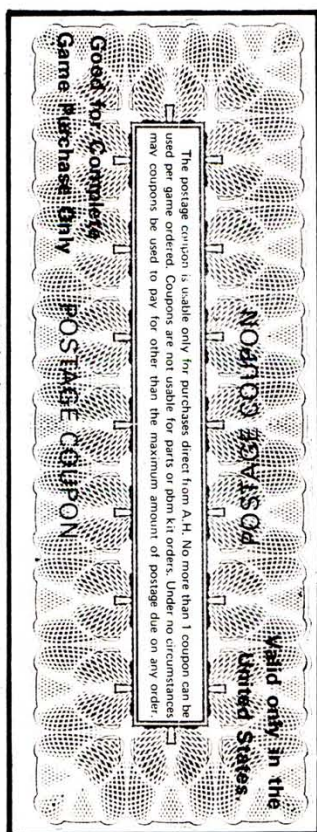 POSTAGE COUPON
Valid only in the
United States.
The postage coupon is usable only for purchases direct from A.H. No more than 1 coupon can be
used per game ordered. Coupons are not usable for parts or pbm kit orders. Under no circumstances
may coupons be used to pay for other than the maximum amount of postage due on any order.
Good for Complete
Game Purchase Only
POSTAGE COUPON